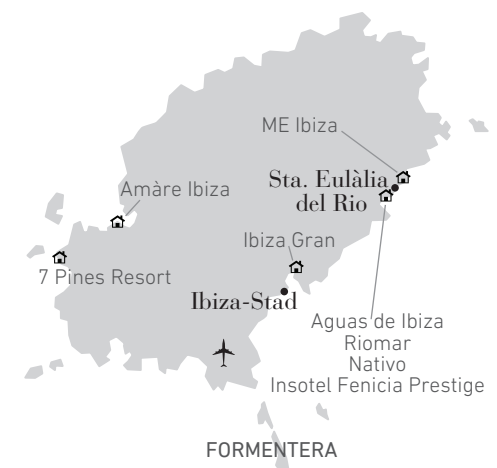 ME Ibiza
Sta. Eulàlia
del Rio
Amàre Ibiza
Ibiza Gran
7 Pines Resort
Ibiza-Stad
Aguas de Ibiza
Riomar
Nativo
Insotel Fenicia Prestige
FORMENTERA